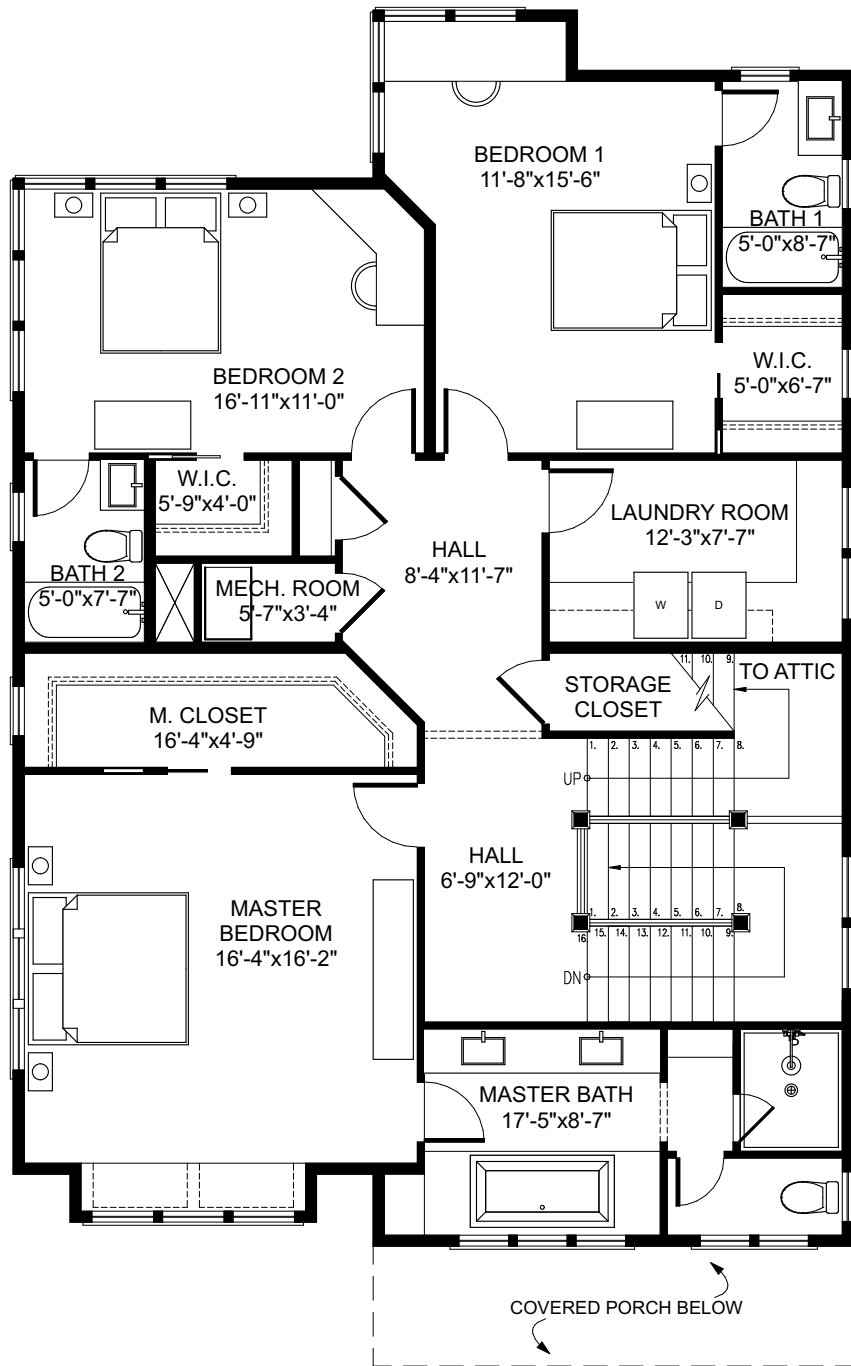 BEDROOM 1
11'-8"x15'-6"
BATH 1
5'-0"x8'-7"
W.I.C.
5'-0"x6'-7"
BEDROOM 2
16'-11"x11'-0"
W.I.C.
5'-9"x4'-0"
BATH 2
5'-0"x7'-7"
MECH. ROOM
5'-7"x3'-4"
HALL
8'-4"x11'-7"
LAUNDRY ROOM
12'-3"x7'-7"
W D
STORAGE
CLOSET
11. 10. 9.
TO ATTIC
M. CLOSET
16'-4"x4'-9"
1. 2. 3. 4. 5. 6. 7. 8.
UP
HALL
6'-9"x12'-0"
1. 2. 3. 4. 5. 6. 7. 8.
16. 15. 14. 13. 12. 11. 10. 9.
DN
MASTER
BEDROOM
16'-4"x16'-2"
MASTER BATH
17'-5"x8'-7"
COVERED PORCH BELOW